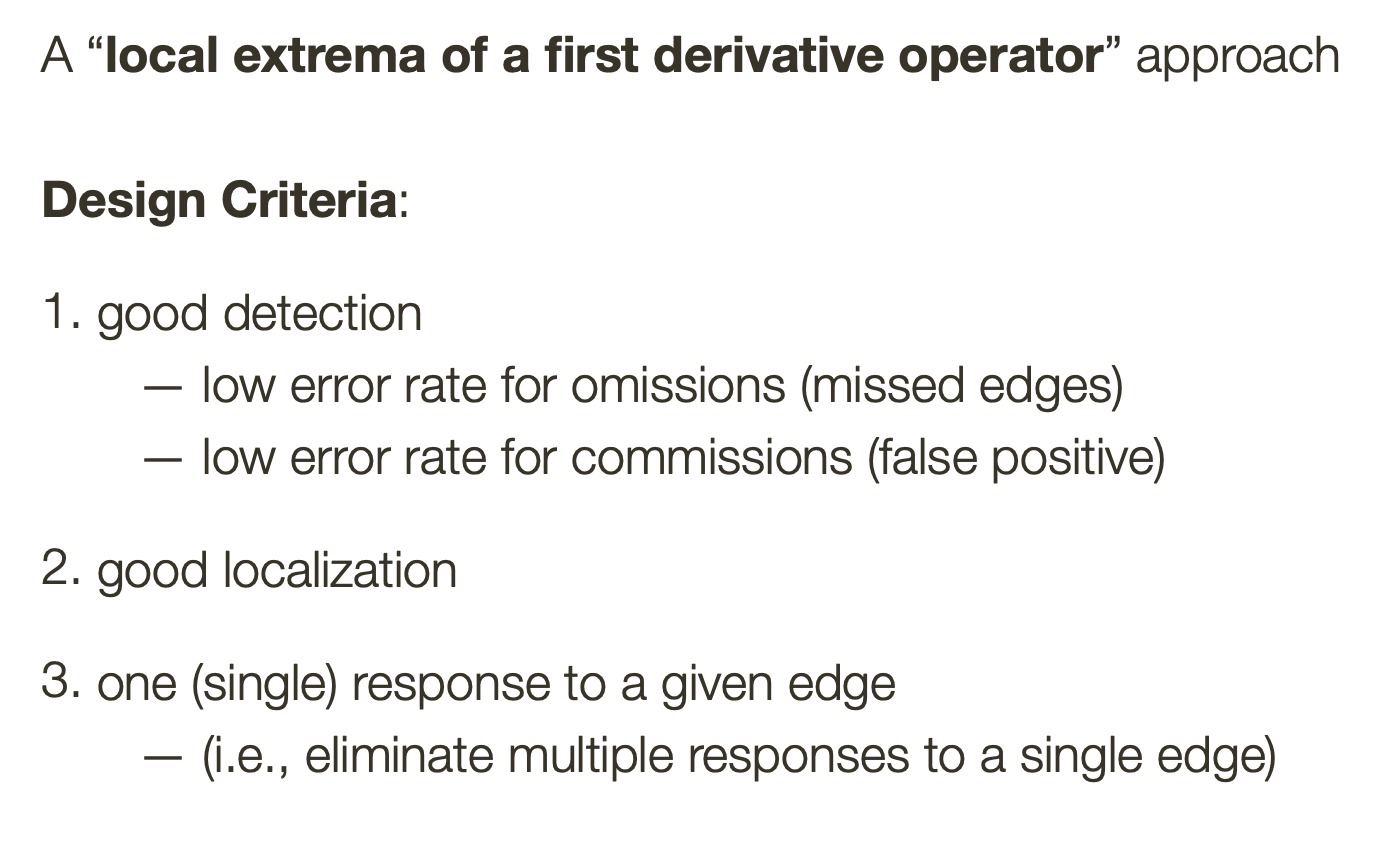 A “local extrema of a first derivative operator” approach
Design Criteria:
1. good detection
— low error rate for omissions (missed edges)
— low error rate for commissions (false positive)
2. good localization
3. one (single) response to a given edge
— (i.e., eliminate multiple responses to a single edge)